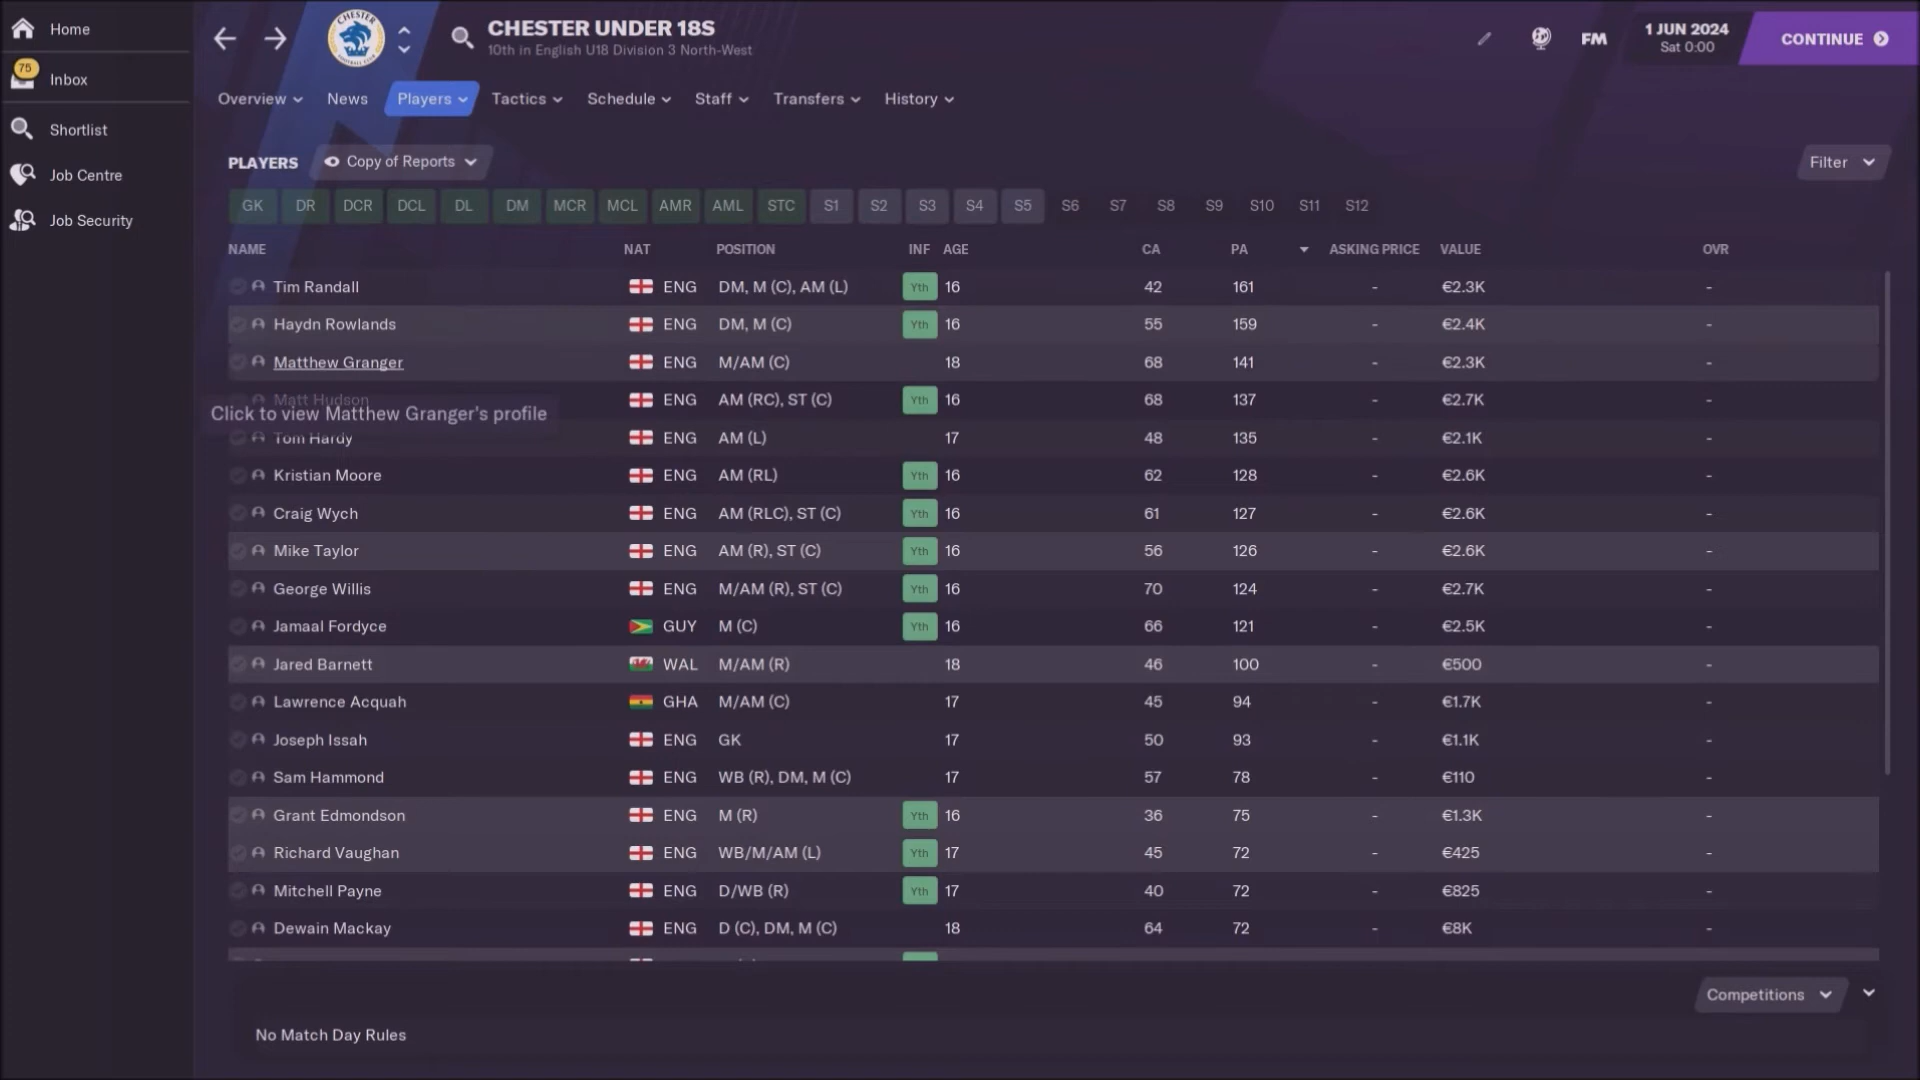 Home
75
Inbox
Shortlist
Job Centre
Job Security
CHESTER
CHESTER UNDER 18S
10th in English U18 Division 3 North-West
FM
1 JUN 2024
Sat 0:00
CONTINUE
Overview News Players Tactics Schedule Staff Transfers History
PLAYERS Copy of Reports Filter
GK DR DCR DCL DL DM MCR MCL AMR AML STC S1 S2 S3 S4 S5 S6 S7 S8 S9 S10 S11 S12
NAME NAT POSITION INF AGE CA PA ASKING PRICE VALUE OVR
Tim Randall ENG DM, M (C), AM (L) Yth 16 42 161 - €2.3K -
Haydn Rowlands ENG DM, M (C) Yth 16 55 159 - €2.4K -
Matthew Granger ENG M/AM (C) 18 68 141 - €2.3K -
Matt Hudson ENG AM (RC), ST (C) Yth 16 68 137 - €2.7K -
Click to view Matthew Granger's profile
Tom Hardy ENG AM (L) 17 48 135 - €2.1K -
Kristian Moore ENG AM (RL) Yth 16 62 128 - €2.6K -
Craig Wych ENG AM (RLC), ST (C) Yth 16 61 127 - €2.6K -
Mike Taylor ENG AM (R), ST (C) Yth 16 56 126 - €2.6K -
George Willis ENG M/AM (R), ST (C) Yth 16 70 124 - €2.7K -
Jamaal Fordyce GUY M (C) Yth 16 66 121 - €2.5K -
Jared Barnett WAL M/AM (R) 18 46 100 - €500 -
Lawrence Acquah GHA M/AM (C) 17 45 94 - €1.7K -
Joseph Issah ENG GK 17 50 93 - €1.1K -
Sam Hammond ENG WB (R), DM, M (C) 17 57 78 - €110 -
Grant Edmondson ENG M (R) Yth 16 36 75 - €1.3K -
Richard Vaughan ENG WB/M/AM (L) Yth 17 45 72 - €425 -
Mitchell Payne ENG D/WB (R) Yth 17 40 72 - €825 -
Dewain Mackay ENG D (C), DM, M (C) 18 64 72 - €8K -
Competitions
No Match Day Rules